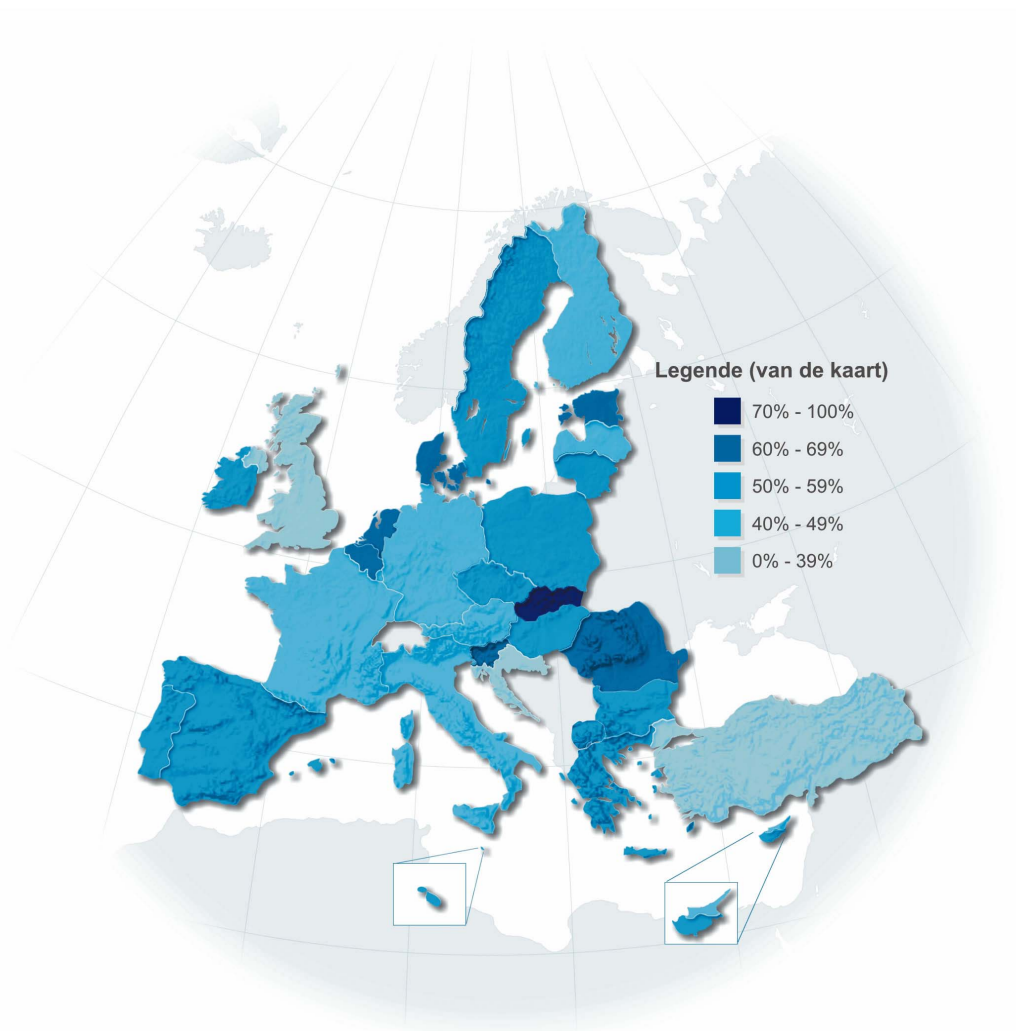 Legende (van de kaart)
70% - 100%
60% - 69%
50% - 59%
40% - 49%
0% - 39%